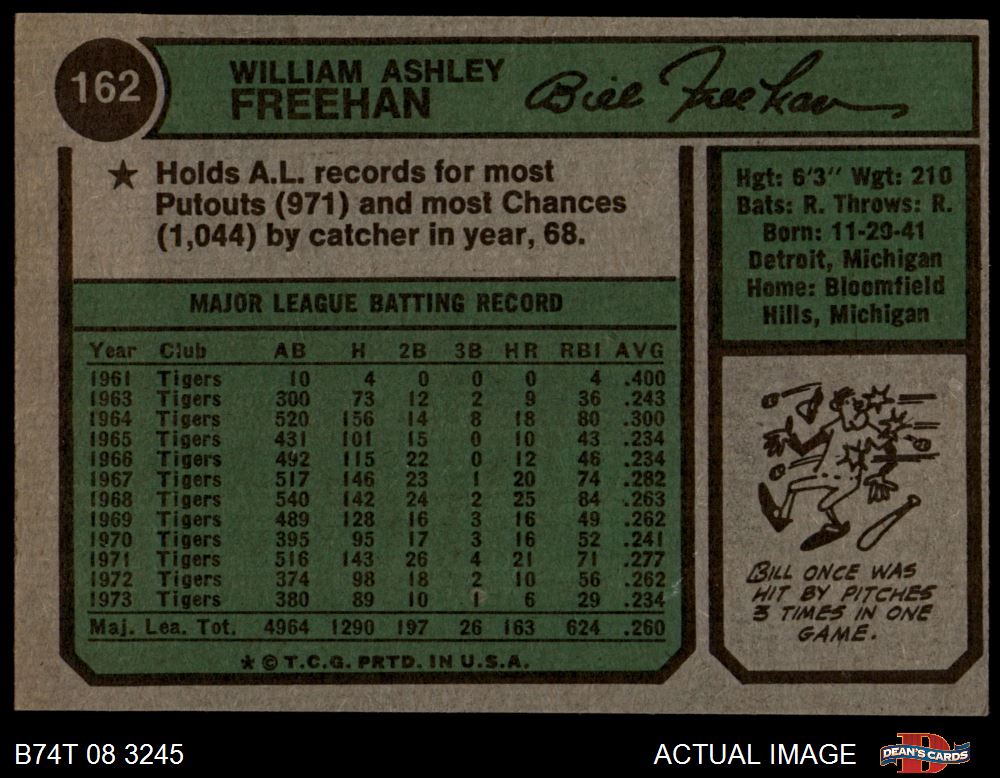 162
WILLIAM ASHLEY
FREEHAN
Bill Freehan
★ Holds A.L. records for most
Putouts (971) and most Chances
(1,044) by catcher in year, 68.
Hgt: 6'3" Wgt: 210
Bats: R. Throws: R.
Born: 11-29-41
Detroit, Michigan
Home: Bloomfield
Hills, Michigan
MAJOR LEAGUE BATTING RECORD
Year Club AB H 2B 3B HR RBI AVG
1961 Tigers 10 4 0 0 0 4 .400
1963 Tigers 300 73 12 2 9 36 .243
1964 Tigers 520 156 14 8 18 80 .300
1965 Tigers 431 101 15 0 10 43 .234
1966 Tigers 492 115 22 0 12 46 .234
1967 Tigers 517 146 23 1 20 74 .282
1968 Tigers 540 142 24 2 25 84 .263
1969 Tigers 489 128 16 3 16 49 .262
1970 Tigers 395 95 17 3 16 52 .241
1971 Tigers 516 143 26 4 21 71 .277
1972 Tigers 374 98 18 2 10 56 .262
1973 Tigers 380 89 10 1 6 29 .234
Maj. Lea. Tot. 4964 1290 197 26 163 624 .260
★ © T.C.G. PRTD. IN U.S.A.
BILL ONCE WAS
HIT BY PITCHES
3 TIMES IN ONE
GAME.
B74T 08 3245
ACTUAL IMAGE
DEAN'S CARDS